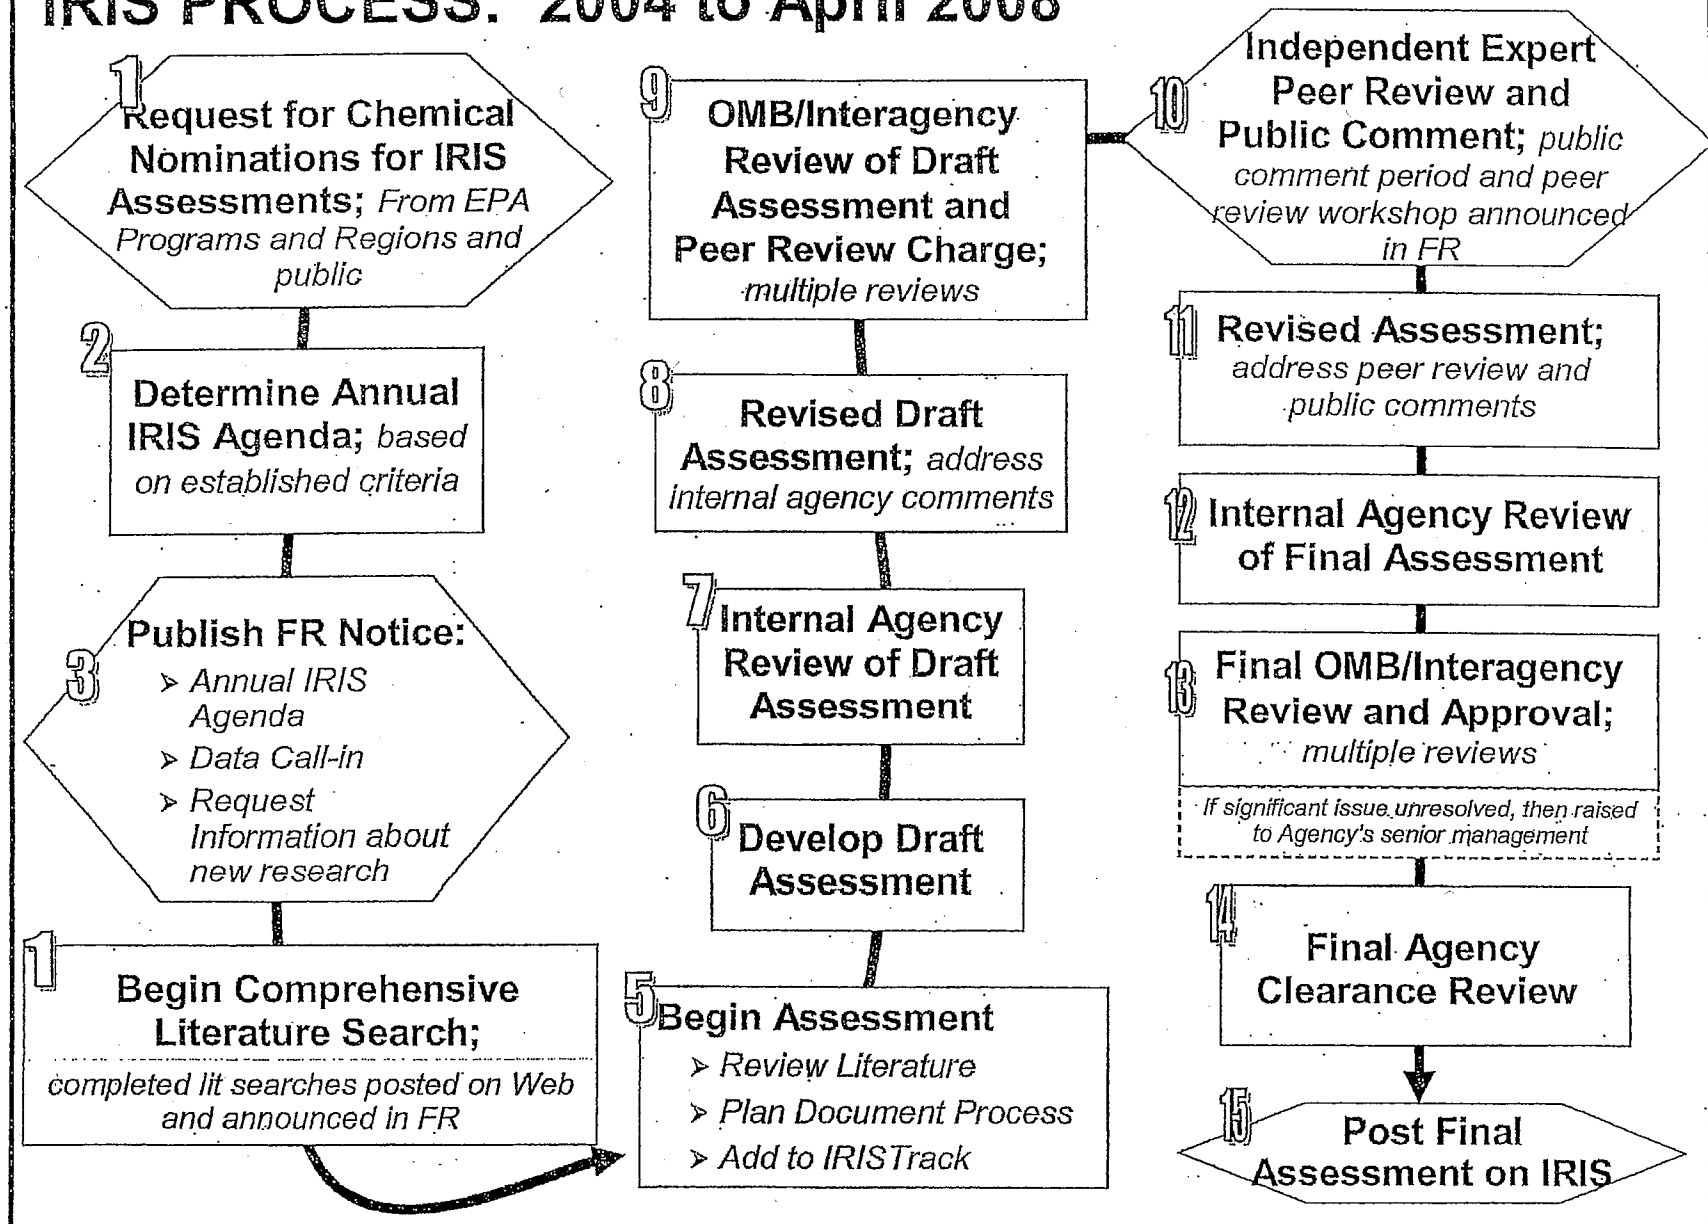 IRIS PROCESS: 2004 to April 2008
1
Request for Chemical
Nominations for IRIS
Assessments; From EPA
Programs and Regions and
public
2
Determine Annual
IRIS Agenda; based
on established criteria
3
Publish FR Notice:
➢ Annual IRIS
Agenda
➢ Data Call-in
➢ Request
Information about
new research
1
Begin Comprehensive
Literature Search;
completed lit searches posted on Web
and announced in FR
9
OMB/Interagency
Review of Draft
Assessment and
Peer Review Charge;
multiple reviews
8
Revised Draft
Assessment; address
internal agency comments
7
Internal Agency
Review of Draft
Assessment
6
Develop Draft
Assessment
5
Begin Assessment
➢ Review Literature
➢ Plan Document Process
➢ Add to IRISTrack
10
Independent Expert
Peer Review and
Public Comment; public
comment period and peer
review workshop announced
in FR
11
Revised Assessment;
address peer review and
public comments
12
Internal Agency Review
of Final Assessment
13
Final OMB/Interagency
Review and Approval;
multiple reviews
If significant issue unresolved, then raised
to Agency's senior management
14
Final Agency
Clearance Review
15
Post Final
Assessment on IRIS